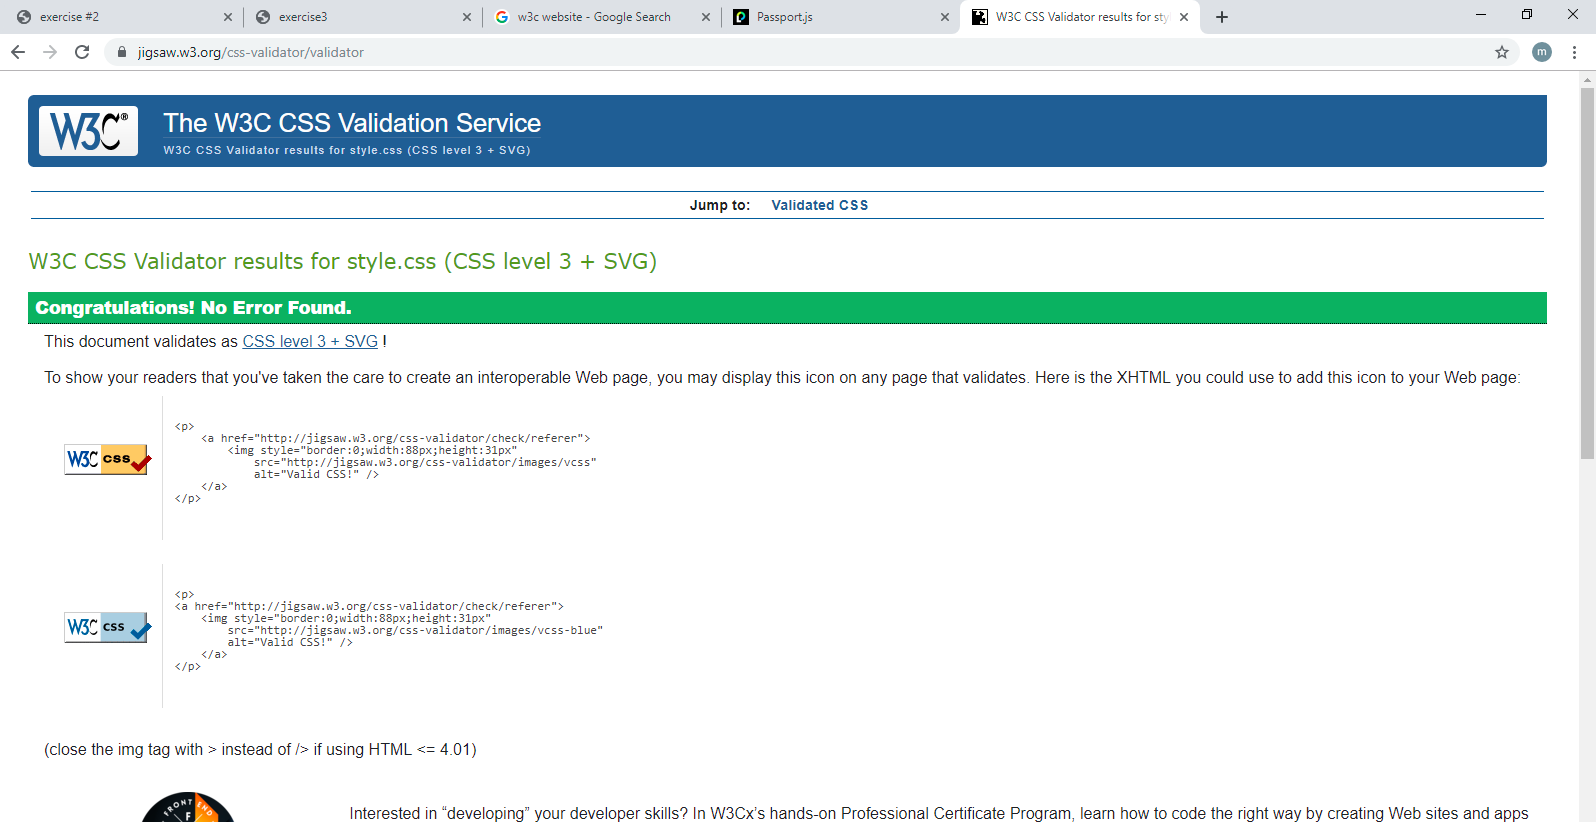 exercise #2
exercise3
w3c website - Google Search
Passport.js
W3C CSS Validator results for sty
jigsaw.w3.org/css-validator/validator
m
W3C®
The W3C CSS Validation Service
W3C CSS Validator results for style.css (CSS level 3 + SVG)
Jump to: Validated CSS
W3C CSS Validator results for style.css (CSS level 3 + SVG)
Congratulations! No Error Found.
This document validates as CSS level 3 + SVG !
To show your readers that you've taken the care to create an interoperable Web page, you may display this icon on any page that validates. Here is the XHTML you could use to add this icon to your Web page:
W3C css
<p>
<a href="http://jigsaw.w3.org/css-validator/check/referer">
<img style="border:0;width:88px;height:31px"
src="http://jigsaw.w3.org/css-validator/images/vcss"
alt="Valid CSS!" />
</a>
</p>
W3C css
<p>
<a href="http://jigsaw.w3.org/css-validator/check/referer">
<img style="border:0;width:88px;height:31px"
src="http://jigsaw.w3.org/css-validator/images/vcss-blue"
alt="Valid CSS!" />
</a>
</p>
(close the img tag with > instead of /> if using HTML <= 4.01)
FRONT END
F
Interested in “developing” your developer skills? In W3Cx’s hands-on Professional Certificate Program, learn how to code the right way by creating Web sites and apps